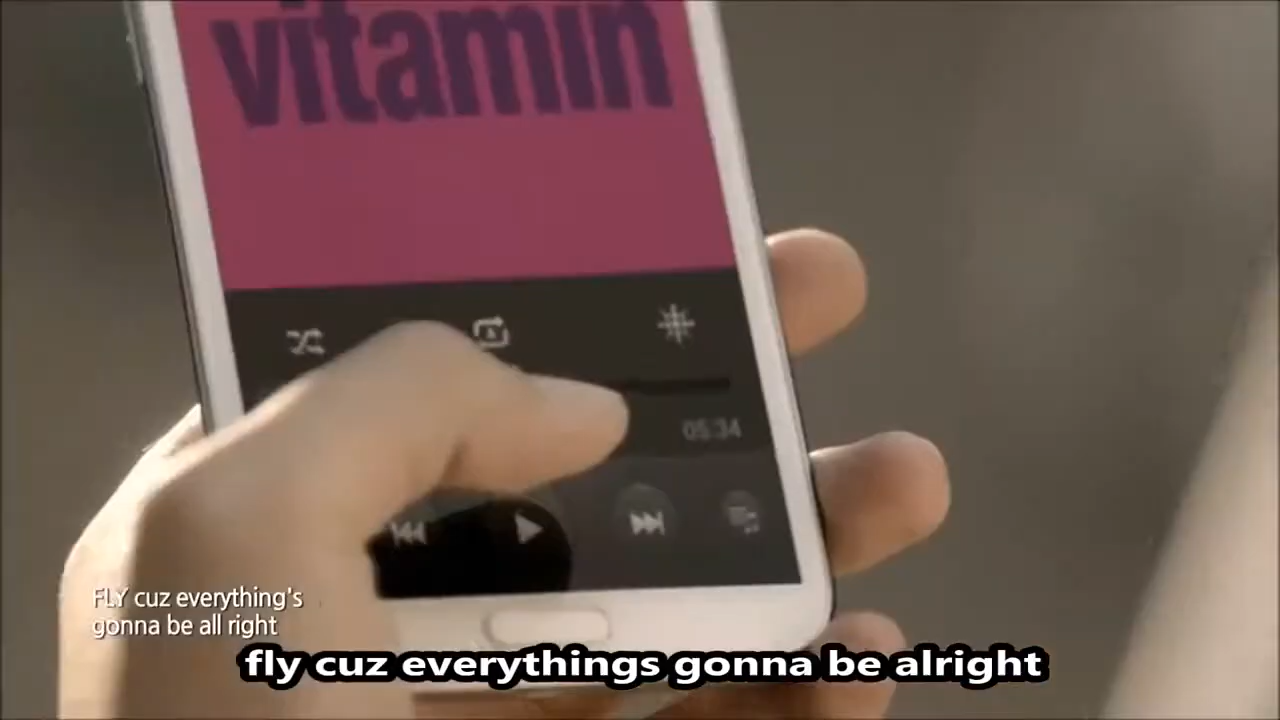 vitamin
05:34
FLY cuz everything's
gonna be all right
fly cuz everythings gonna be alright